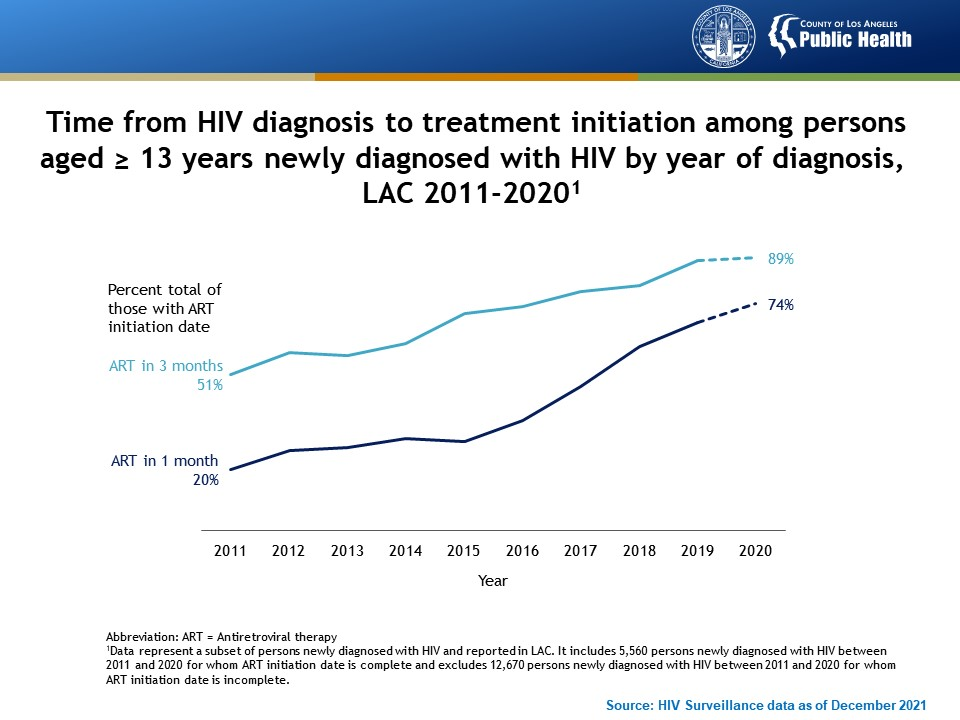 COUNTY OF LOS ANGELES
Public Health
Time from HIV diagnosis to treatment initiation among persons
aged ≥ 13 years newly diagnosed with HIV by year of diagnosis,
LAC 2011-2020¹
89%
Percent total of
those with ART
initiation date
74%
ART in 3 months
51%
ART in 1 month
20%
2011 2012 2013 2014 2015 2016 2017 2018 2019 2020
Year
Abbreviation: ART = Antiretroviral therapy
¹Data represent a subset of persons newly diagnosed with HIV and reported in LAC. It includes 5,560 persons newly diagnosed with HIV between
2011 and 2020 for whom ART initiation date is complete and excludes 12,670 persons newly diagnosed with HIV between 2011 and 2020 for whom
ART initiation date is incomplete.
Source: HIV Surveillance data as of December 2021